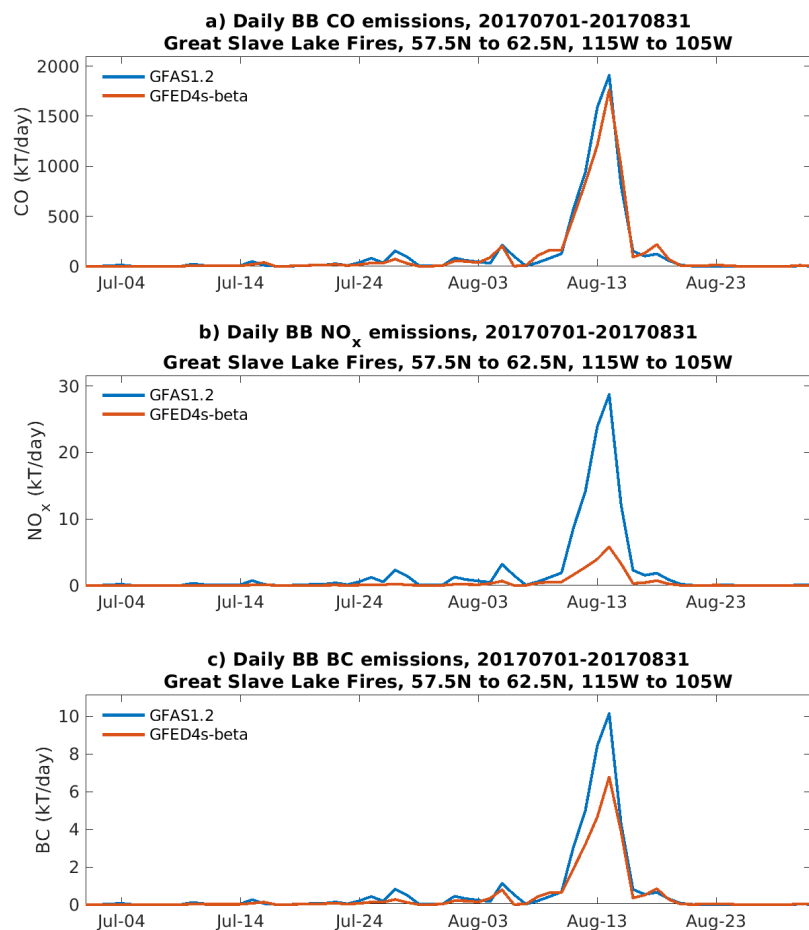 a) Daily BB CO emissions, 20170701-20170831
Great Slave Lake Fires, 57.5N to 62.5N, 115W to 105W
GFAS1.2
GFED4s-beta
CO (kT/day)
2000
1500
1000
500
0
Jul-04 Jul-14 Jul-24 Aug-03 Aug-13 Aug-23
b) Daily BB NOx emissions, 20170701-20170831
Great Slave Lake Fires, 57.5N to 62.5N, 115W to 105W
GFAS1.2
GFED4s-beta
NOx (kT/day)
30
20
10
0
Jul-04 Jul-14 Jul-24 Aug-03 Aug-13 Aug-23
c) Daily BB BC emissions, 20170701-20170831
Great Slave Lake Fires, 57.5N to 62.5N, 115W to 105W
GFAS1.2
GFED4s-beta
BC (kT/day)
10
8
6
4
2
0
Jul-04 Jul-14 Jul-24 Aug-03 Aug-13 Aug-23